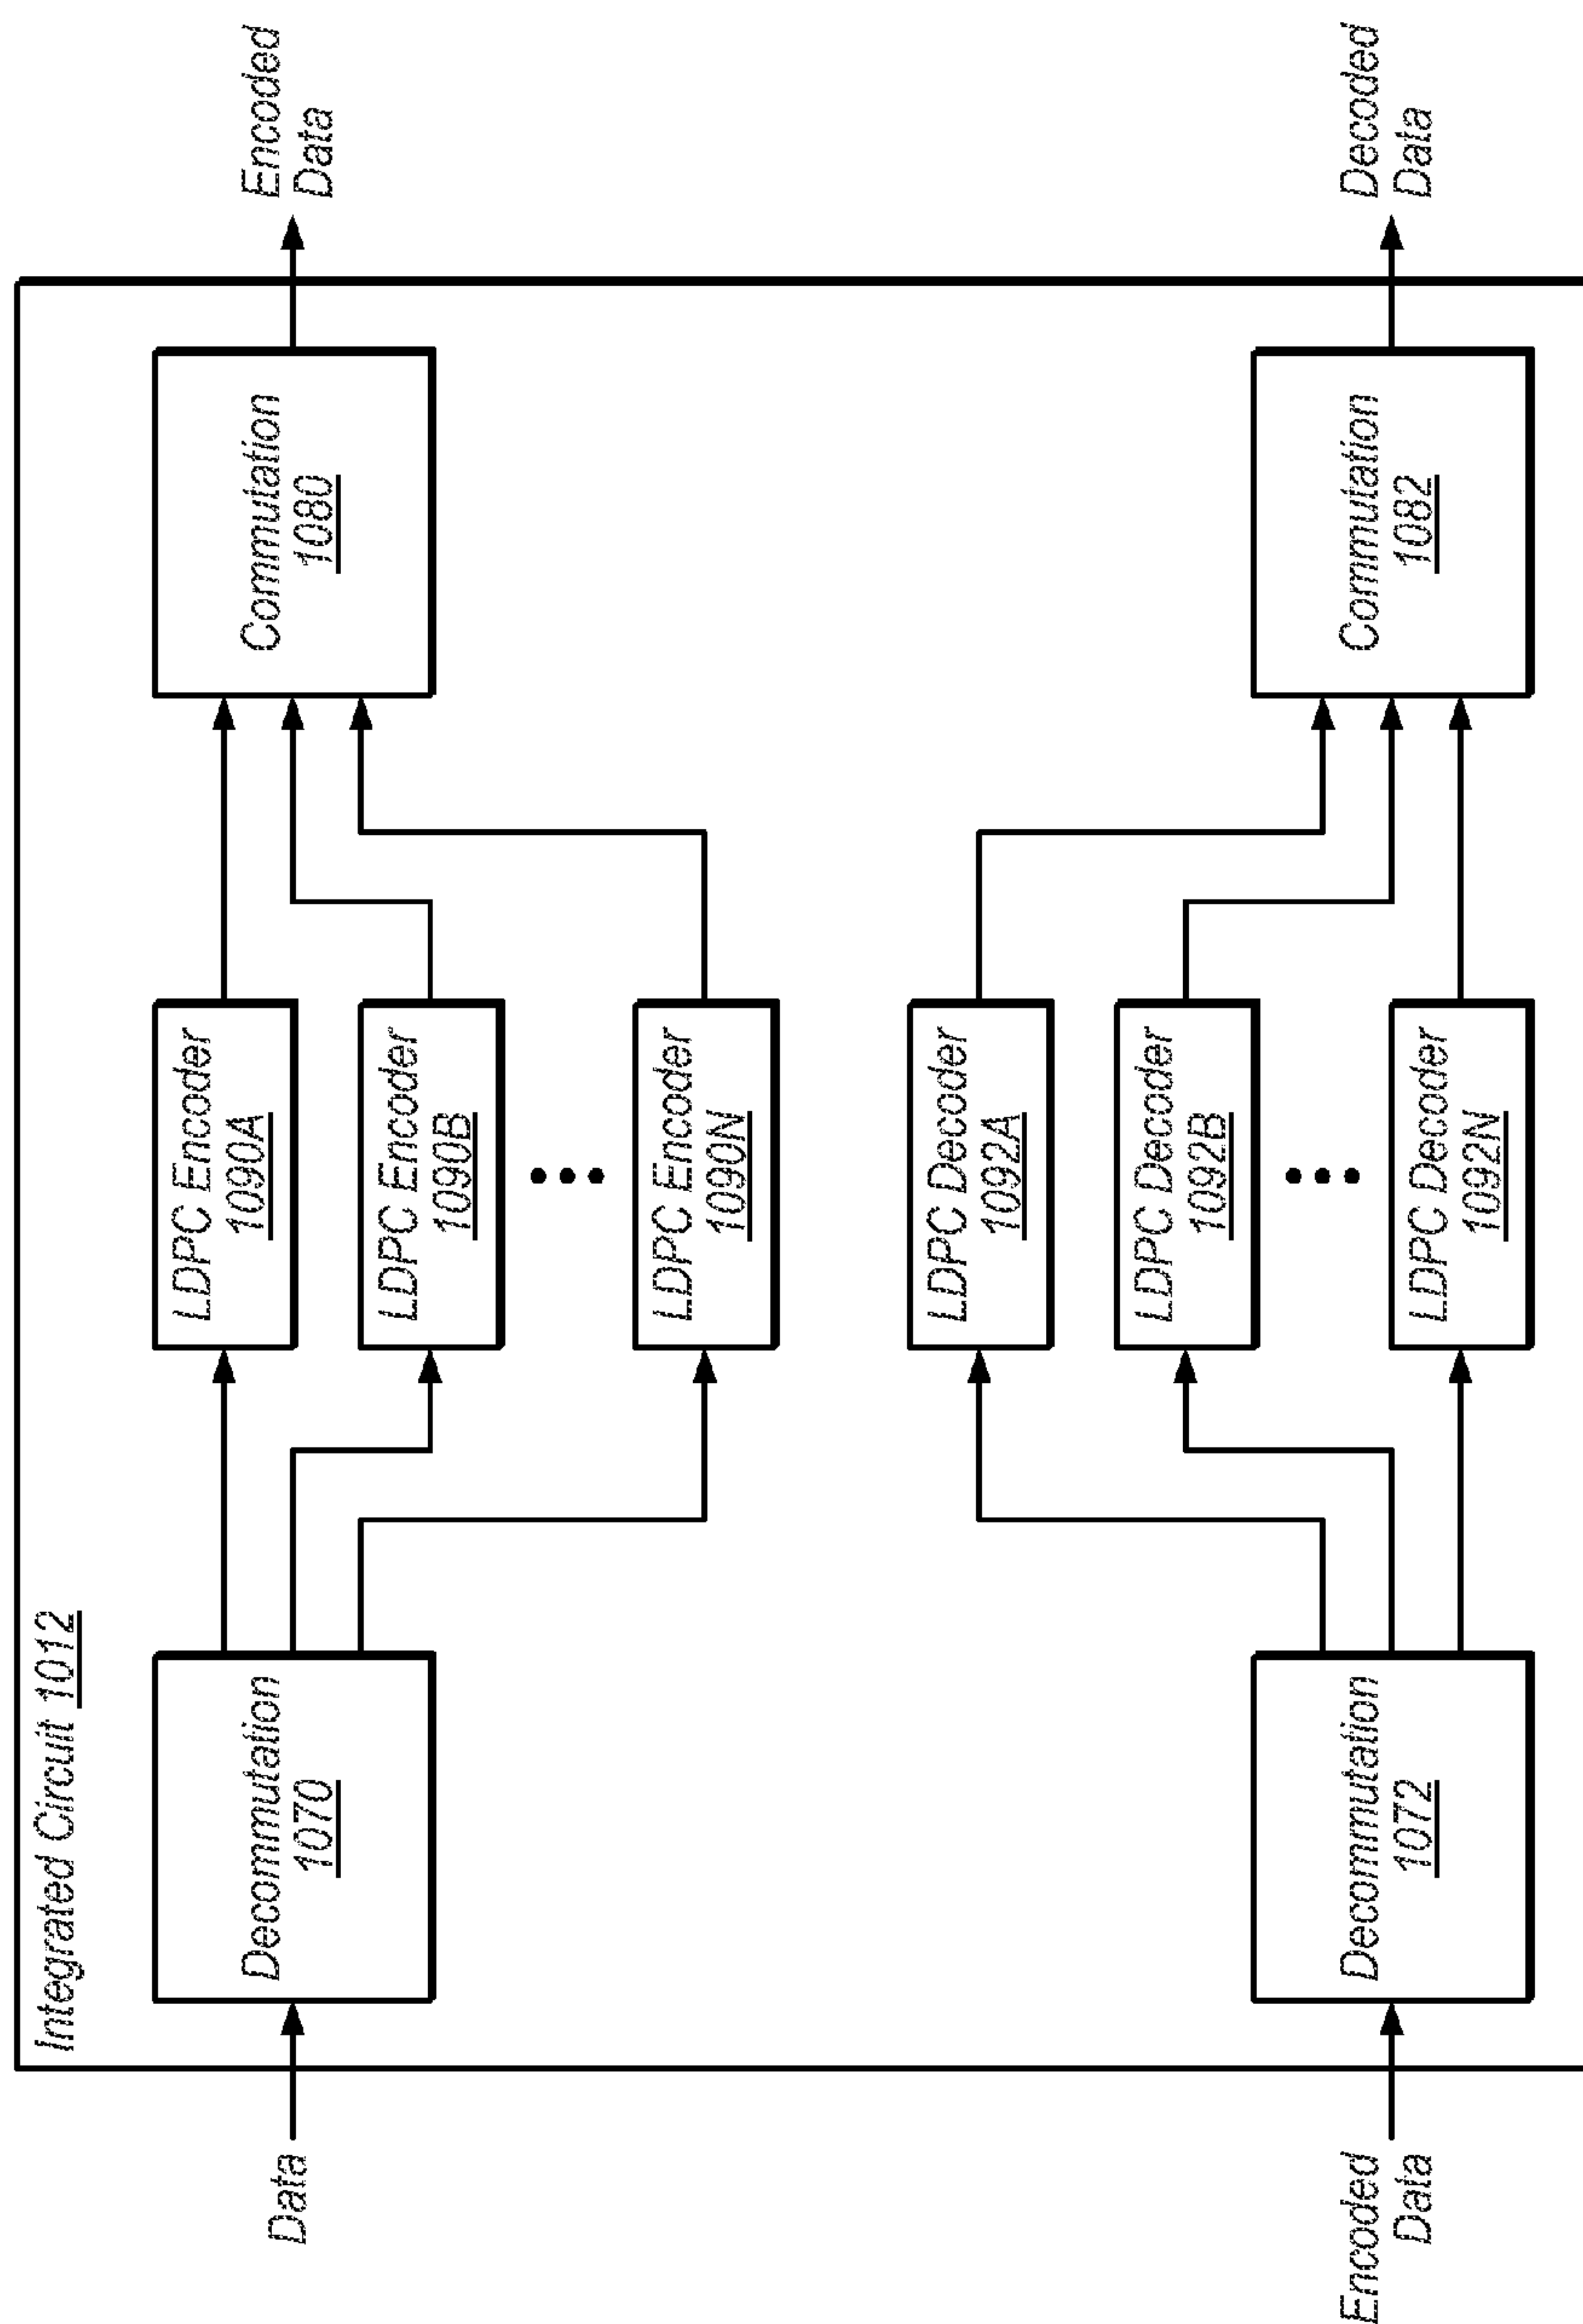 Integrated Circuit 1012
Data
Decommutation
1070
LDPC Encoder
1090A
LDPC Encoder
1090B
LDPC Encoder
1090N
Commutation
1080
Encoded
Data
Encoded
Data
Decommutation
1072
LDPC Decoder
1092A
LDPC Decoder
1092B
LDPC Decoder
1092N
Commutation
1082
Decoded
Data